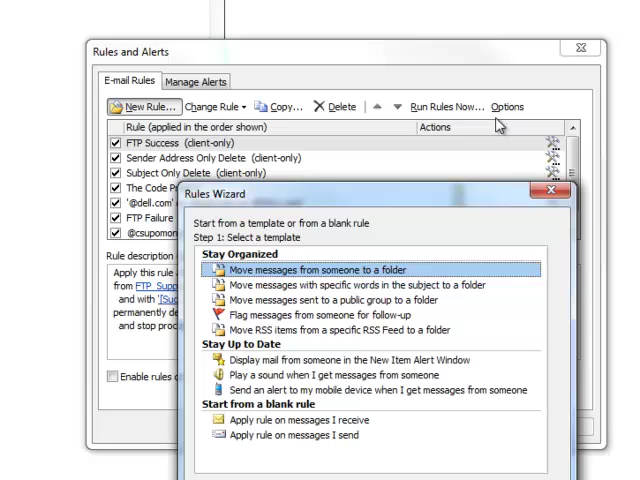 Rules and Alerts
E-mail Rules Manage Alerts
New Rule... Change Rule Copy... Delete Run Rules Now... Options
Rule (applied in the order shown) Actions
FTP Success (client-only)
Sender Address Only Delete (client-only)
Subject Only Delete (client-only)
The Code
'@dell.com'
FTP Failure
@csupomon
Rule description
Apply this rule
from FTP
and with
permanently
and stop
Enable rules
Rules Wizard
Start from a template or from a blank rule
Step 1: Select a template
Stay Organized
Move messages from someone to a folder
Move messages with specific words in the subject to a folder
Move messages sent to a public group to a folder
Flag messages from someone for follow-up
Move RSS items from a specific RSS Feed to a folder
Stay Up to Date
Display mail from someone in the New Item Alert Window
Play a sound when I get messages from someone
Send an alert to my mobile device when I get messages from someone
Start from a blank rule
Apply rule on messages I receive
Apply rule on messages I send